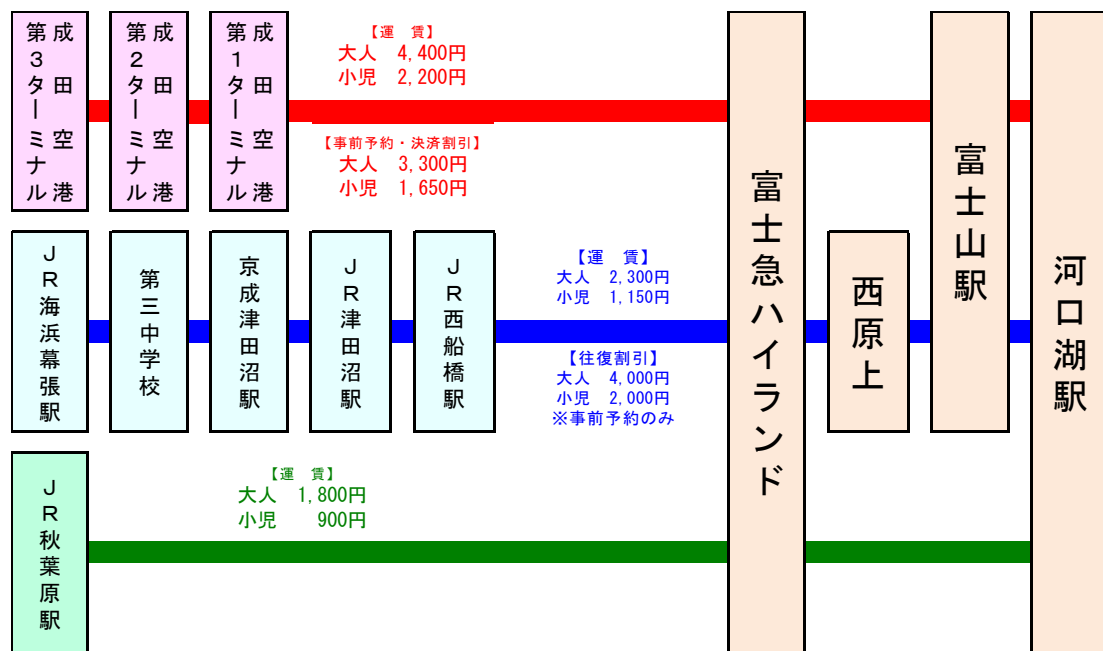 成田空港
第3ターミナル
成田空港
第2ターミナル
成田空港
第1ターミナル
【運　賃】
大人　4,400円
小児　2,200円
【事前予約・決済割引】
大人　3,300円
小児　1,650円
JR海浜幕張駅
第三中学校
京成津田沼駅
JR津田沼駅
JR西船橋駅
【運　賃】
大人　2,300円
小児　1,150円
【往復割引】
大人　4,000円
小児　2,000円
※事前予約のみ
JR秋葉原駅
【運　賃】
大人　1,800円
小児　　900円
富士急ハイランド
西原上
富士山駅
河口湖駅